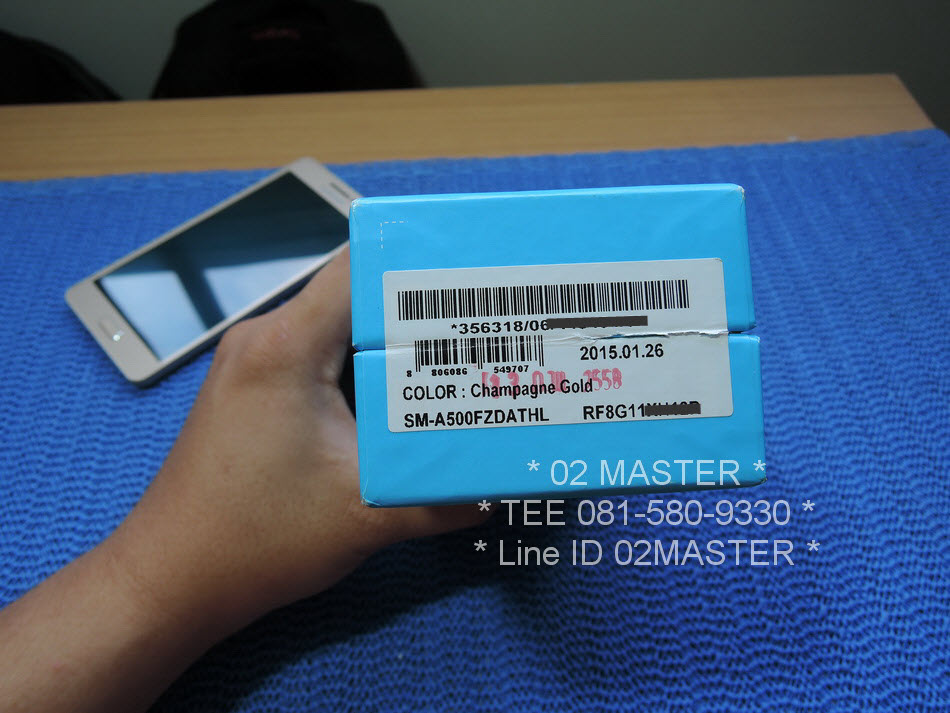 *356318/06
8 806086 549707
2015.01.26
COLOR : Champagne Gold
SM-A500FZDATHL RF8G11
* 02 MASTER *
* TEE 081-580-9330 *
* Line ID 02MASTER *